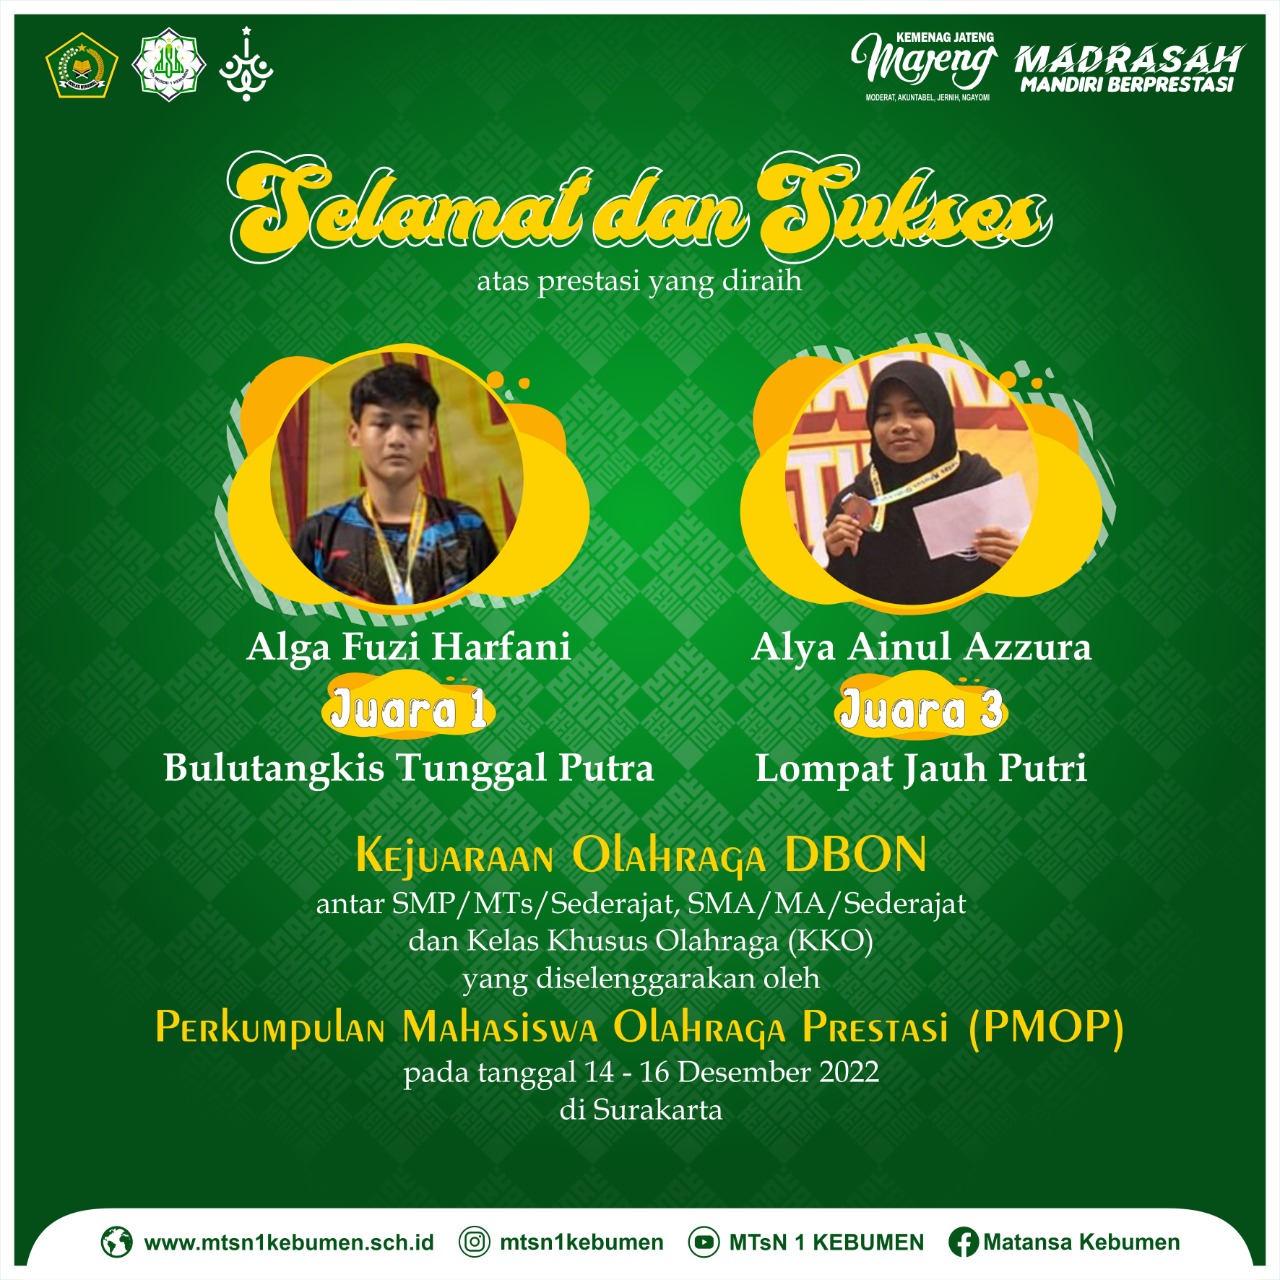 KEMENAG JATENG
Majeng
MODERAT, AKUNTABEL, JERNIH, NGAYOMI
MADRASAH
MANDIRI BERPRESTASI
Selamat dan Sukses
atas prestasi yang diraih
Alga Fuzi Harfani
Juara 1
Bulutangkis Tunggal Putra
Alya Ainul Azzura
Juara 3
Lompat Jauh Putri
Kejuaraan Olahraga DBON
antar SMP/MTs/Sederajat, SMA/MA/Sederajat
dan Kelas Khusus Olahraga (KKO)
yang diselenggarakan oleh
Perkumpulan Mahasiswa Olahraga Prestasi (PMOP)
pada tanggal 14 - 16 Desember 2022
di Surakarta
www.mtsn1kebumen.sch.id
mtsn1kebumen
MTsN 1 KEBUMEN
Matansa Kebumen